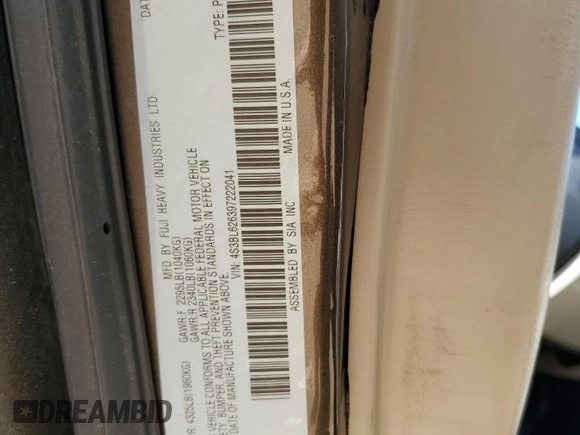 DATE
MFD BY FUJI HEAVY INDUSTRIES LTD
GAWR:F 2295LB(1040KG)
4326LB(1960KG) GAWR:R 2340LB(1060KG)
VEHICLE CONFORMS TO ALL APPLICABLE FEDERAL MOTOR VEHICLE
BUMPER, AND THEFT PREVENTION STANDARDS IN EFFECT ON
DATE OF MANUFACTURE SHOWN ABOVE.
VIN: 4S3BL626397222041
ASSEMBLED BY SIA INC.
MADE IN U.S.A.
DREAMBID